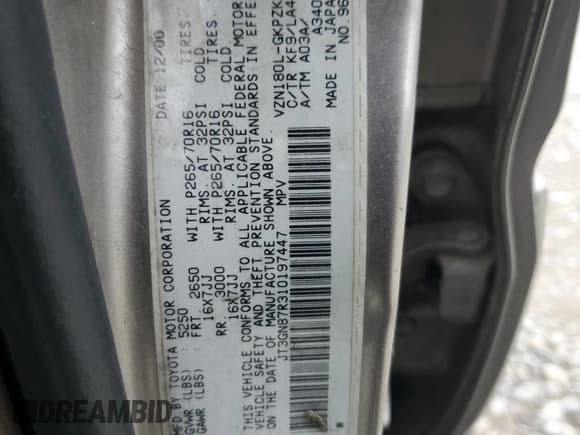 MFD BY TOYOTA MOTOR CORPORATION DATE 12/00
GVWR (LBS) : 5250
GAWR (LBS) : FRT. 2650 WITH P265/70R16 TIRES.
16X7JJ RIMS. AT 32PSI COLD
RR. 3000 WITH P265/70R16 TIRES.
16X7JJ RIMS. AT 32PSI COLD
THIS VEHICLE CONFORMS TO ALL APPLICABLE FEDERAL MOTOR
VEHICLE SAFETY AND THEFT PREVENTION STANDARDS IN EFFE
ON THE DATE OF MANUFACTURE SHOWN ABOVE.
JT3GN87R310197447 MPV
VZN180L-GKPZK
C/TR KF9/LA4
A/TM A03A/ A340
MADE IN JAPA
NO.96
DREAMBID